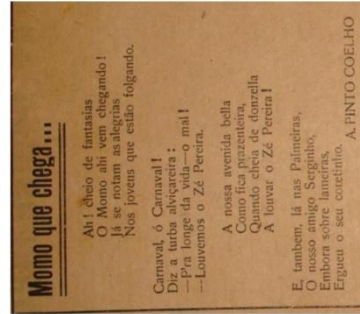 Momo que chega...
Ah! cheio de fantasias
O Momo ahi vem chegando!
Já se notam as alegrias
Nos jovens que estão folgando.
Carnaval, ó Carnaval!
Diz a turba alviçareira:
—P'ra longe da vida—o mal!
—Louvemos o Zé Pereira.
A nossa avenida bella
Como fica prazenteira,
Quando cheia de donzella
A louvar o Zé Pereira!
E, tambem, lá nas Palmeiras,
O nosso amigo Serginho,
Embora sobre lameiras,
Ergueu o seu coretinho.
A. PINTO COELHO